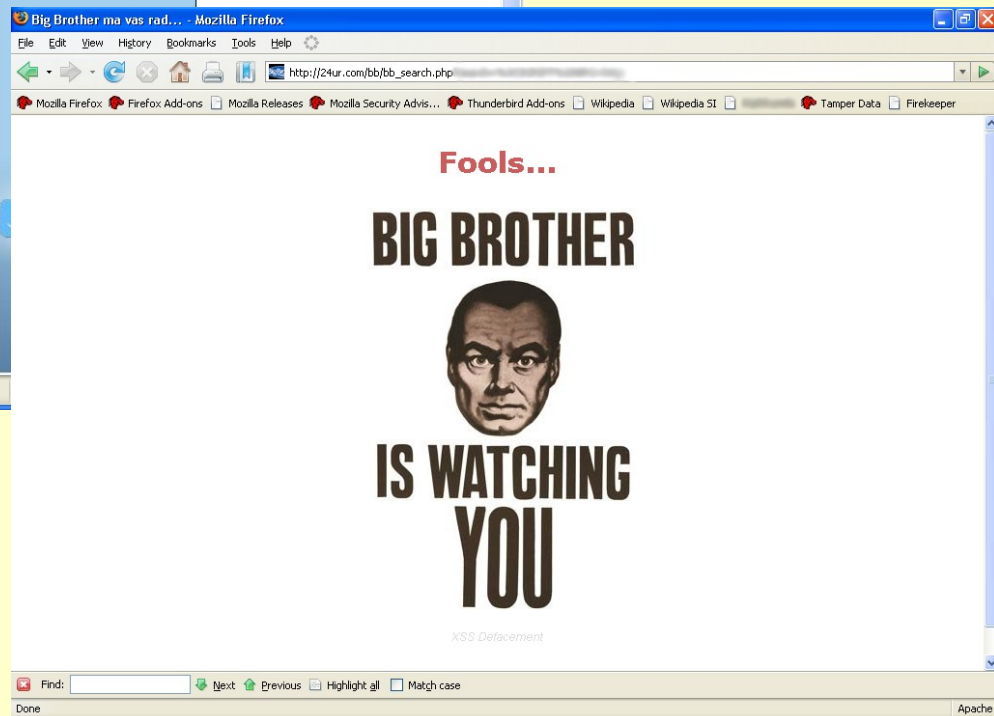 Big Brother ma vas rad... - Mozilla Firefox
File Edit View History Bookmarks Tools Help
http://24ur.com/bb/bb_search.php
Mozilla Firefox Firefox Add-ons Mozilla Releases Mozilla Security Advis... Thunderbird Add-ons Wikipedia Wikipedia SI Tamper Data Firekeeper
Fools...
BIG BROTHER
IS WATCHING
YOU
XSS Defacement
Find: Next Previous Highlight all Match case
Done Apache